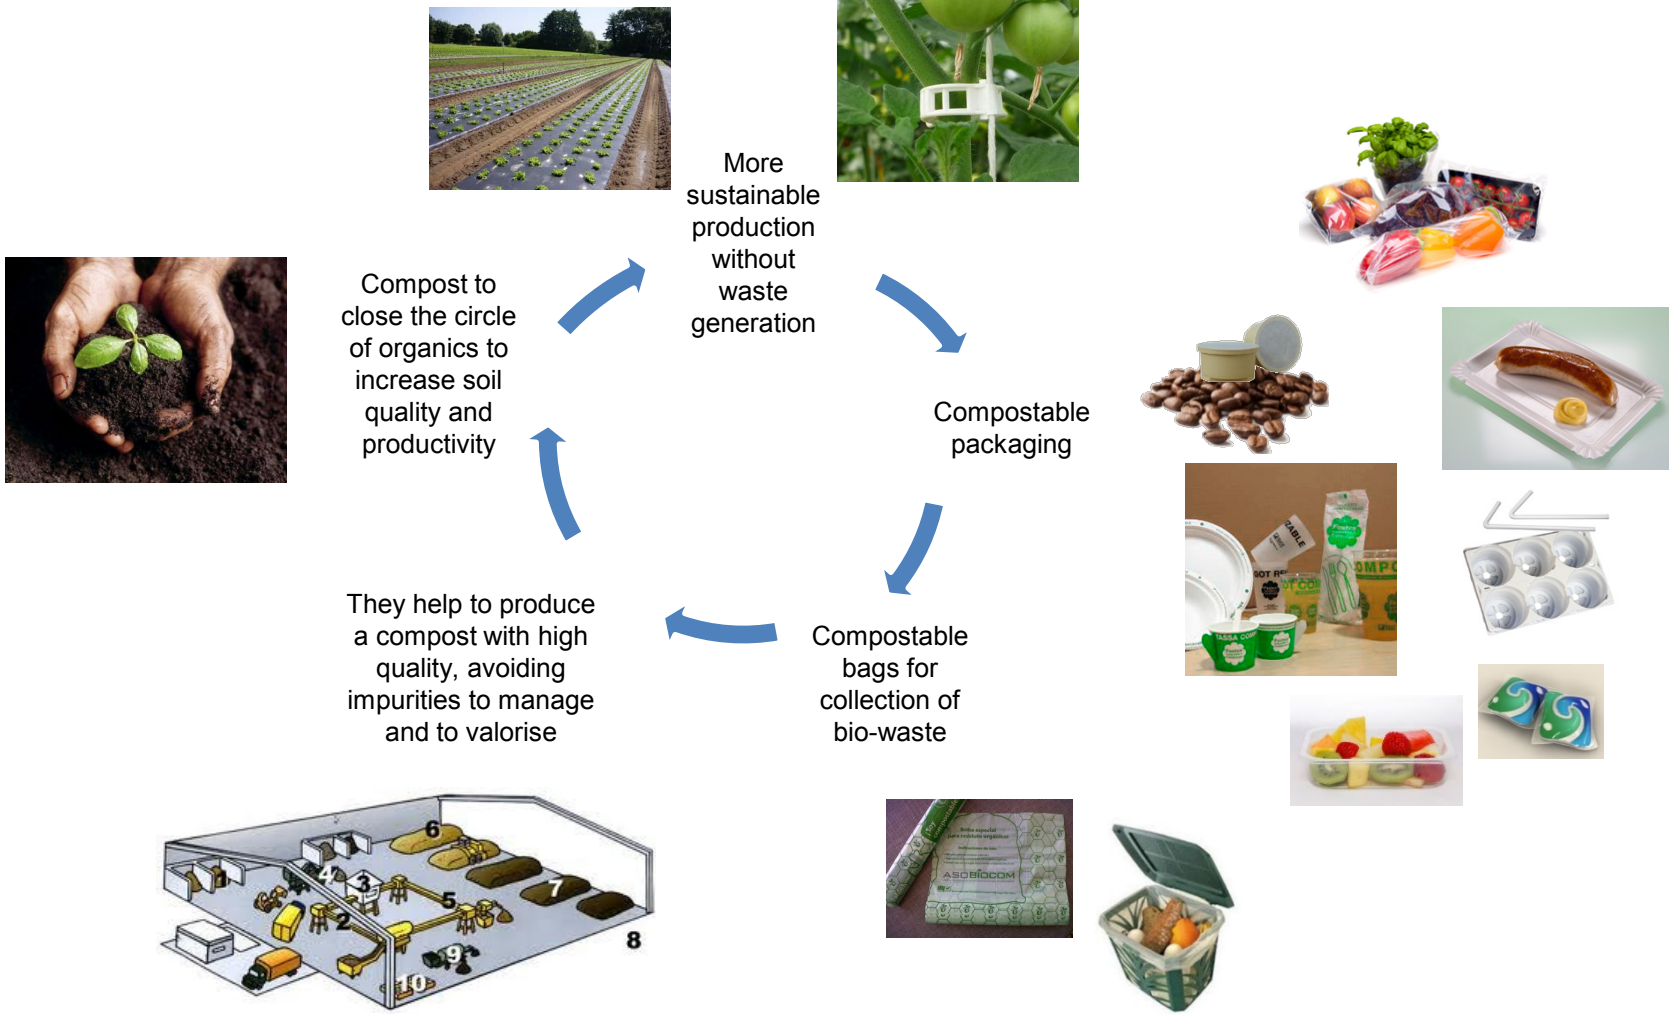 More
sustainable
production
without
waste
generation
Compost to
close the circle
of organics to
increase soil
quality and
productivity
Compostable
packaging
They help to produce
a compost with high
quality, avoiding
impurities to manage
and to valorise
Compostable
bags for
collection of
bio-waste
TASSA COMP
ASOBIOCOM
6
4
3
7
5
2
8
9
10